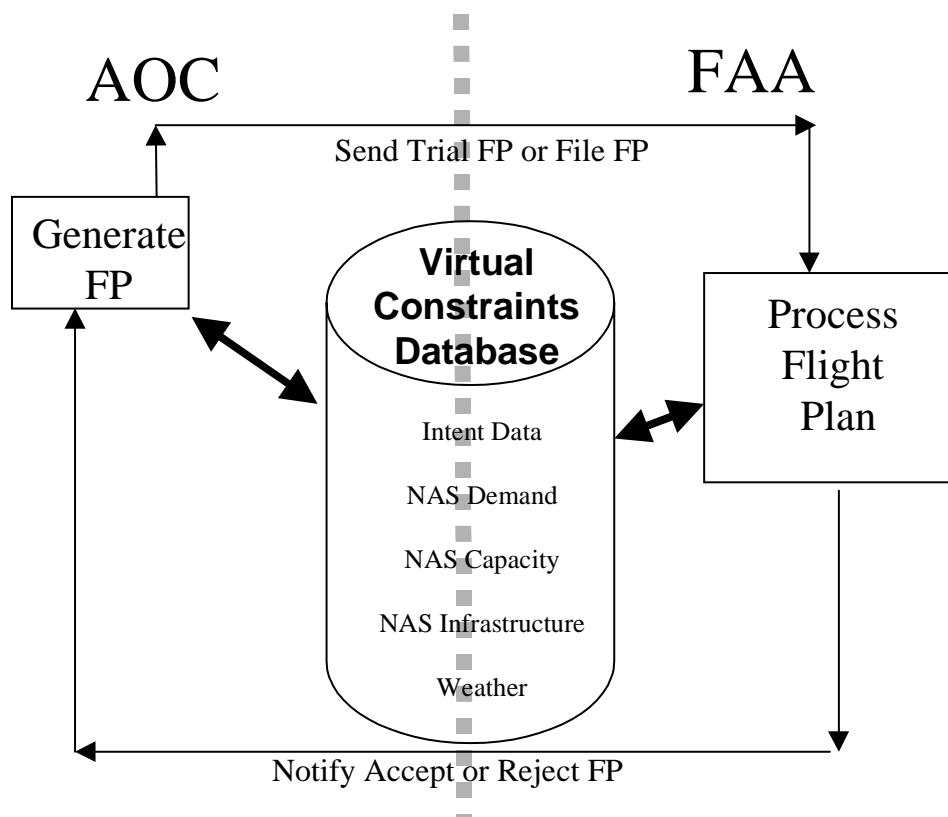 AOC
FAA
Send Trial FP or File FP
Generate
FP
Virtual
Constraints
Database
Process
Flight
Plan
Intent Data
NAS Demand
NAS Capacity
NAS Infrastructure
Weather
Notify Accept or Reject FP